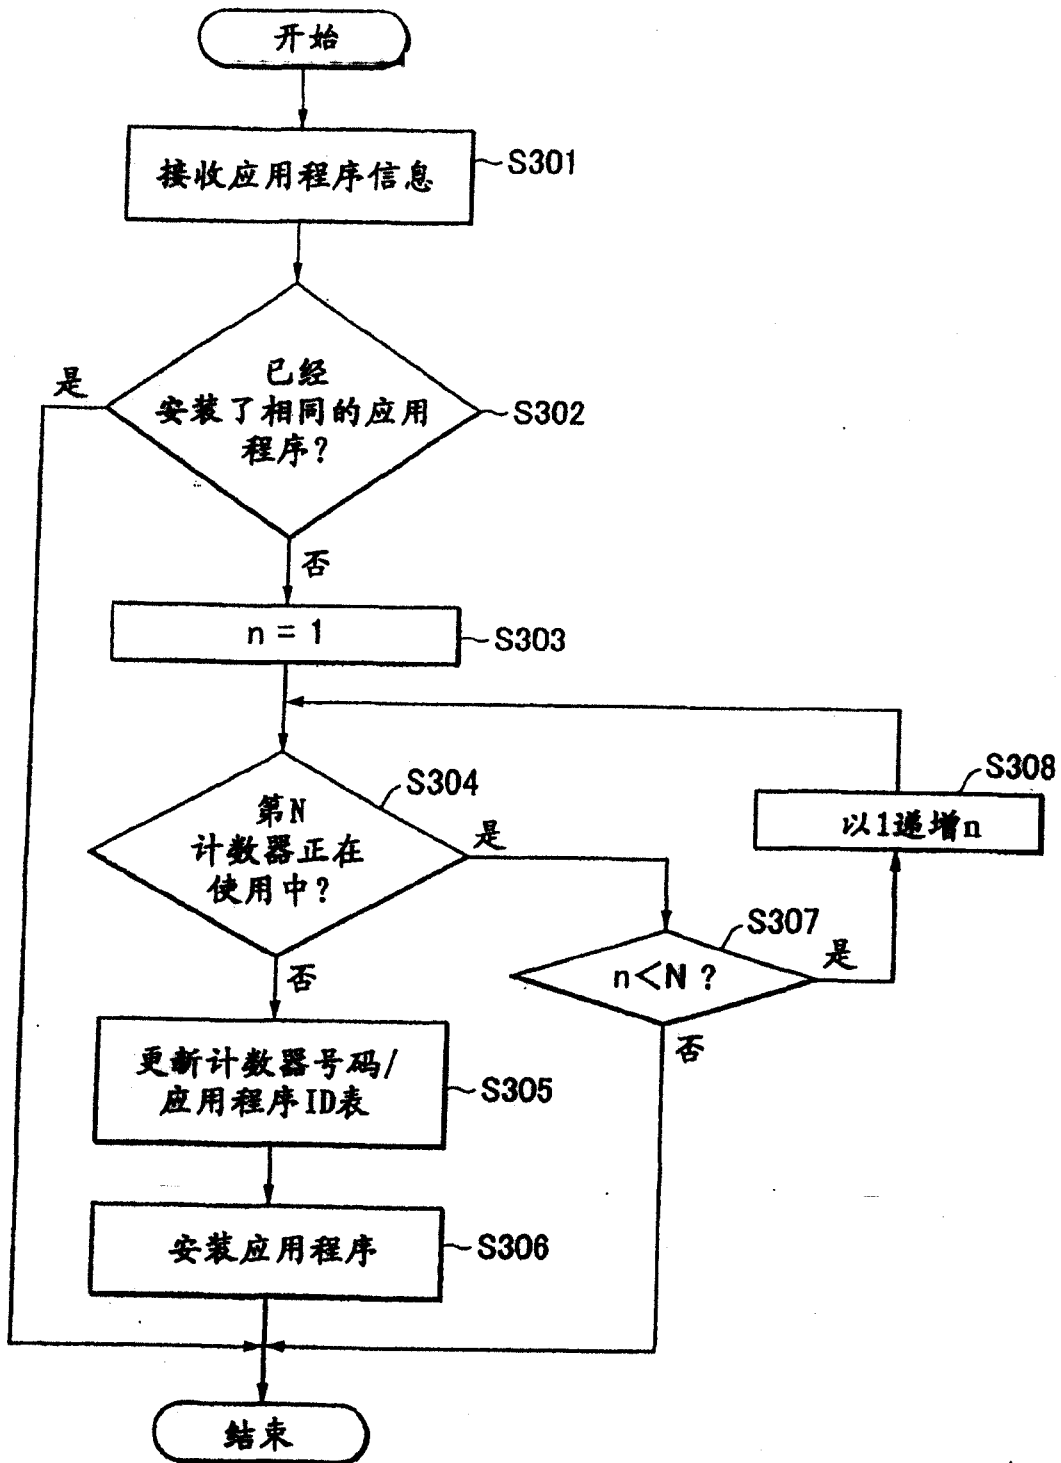 开始
接收应用程序信息
S301
已经
安装了相同的应用
程序?
是
S302
否
n = 1
S303
第N
计数器正在
使用中?
S304
是
以1递增n
S308
n<N ?
S307
是
否
否
更新计数器号码/
应用程序ID表
S305
安装应用程序
S306
结束